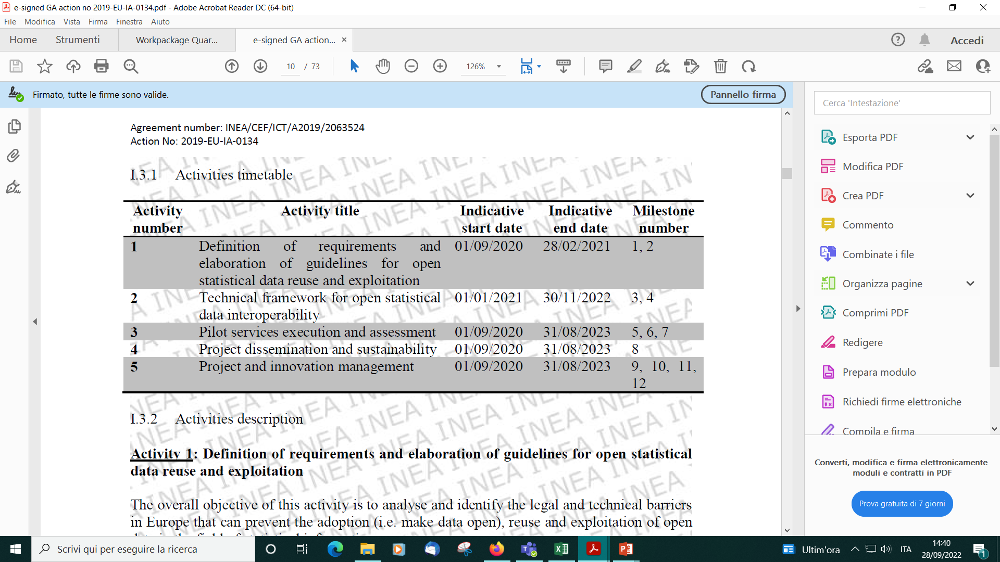 e-signed GA action no 2019-EU-IA-0134.pdf - Adobe Acrobat Reader DC (64-bit)
File Modifica Vista Firma Finestra Aiuto
Home Strumenti Workpackage Quar... e-signed GA action... Accedi
10 / 73 126%
Firmato, tutte le firme sono valide.
Pannello firma
Agreement number: INEA/CEF/ICT/A2019/2063524
Action No: 2019-EU-IA-0134
I.3.1 Activities timetable
Activity number Activity title Indicative start date Indicative end date Milestone number
1 Definition of requirements and elaboration of guidelines for open statistical data reuse and exploitation 01/09/2020 28/02/2021 1, 2
2 Technical framework for open statistical data interoperability 01/01/2021 30/11/2022 3, 4
3 Pilot services execution and assessment 01/09/2020 31/08/2023 5, 6, 7
4 Project dissemination and sustainability 01/09/2020 31/08/2023 8
5 Project and innovation management 01/09/2020 31/08/2023 9, 10, 11, 12
I.3.2 Activities description
Activity 1: Definition of requirements and elaboration of guidelines for open statistical
data reuse and exploitation
The overall objective of this activity is to analyse and identify the legal and technical barriers
in Europe that can prevent the adoption (i.e. make data open), reuse and exploitation of open
INEA INEA INEA INEA
Cerca 'Intestazione'
Esporta PDF
Modifica PDF
Crea PDF
Commento
Combinate i file
Organizza pagine
Comprimi PDF
Redigere
Prepara modulo
Richiedi firme elettroniche
Compila e firma
Converti, modifica e firma elettronicamente
moduli e contratti in PDF
Prova gratuita di 7 giorni
Scrivi qui per eseguire la ricerca
Ultim'ora
ITA
14:40
28/09/2022
1